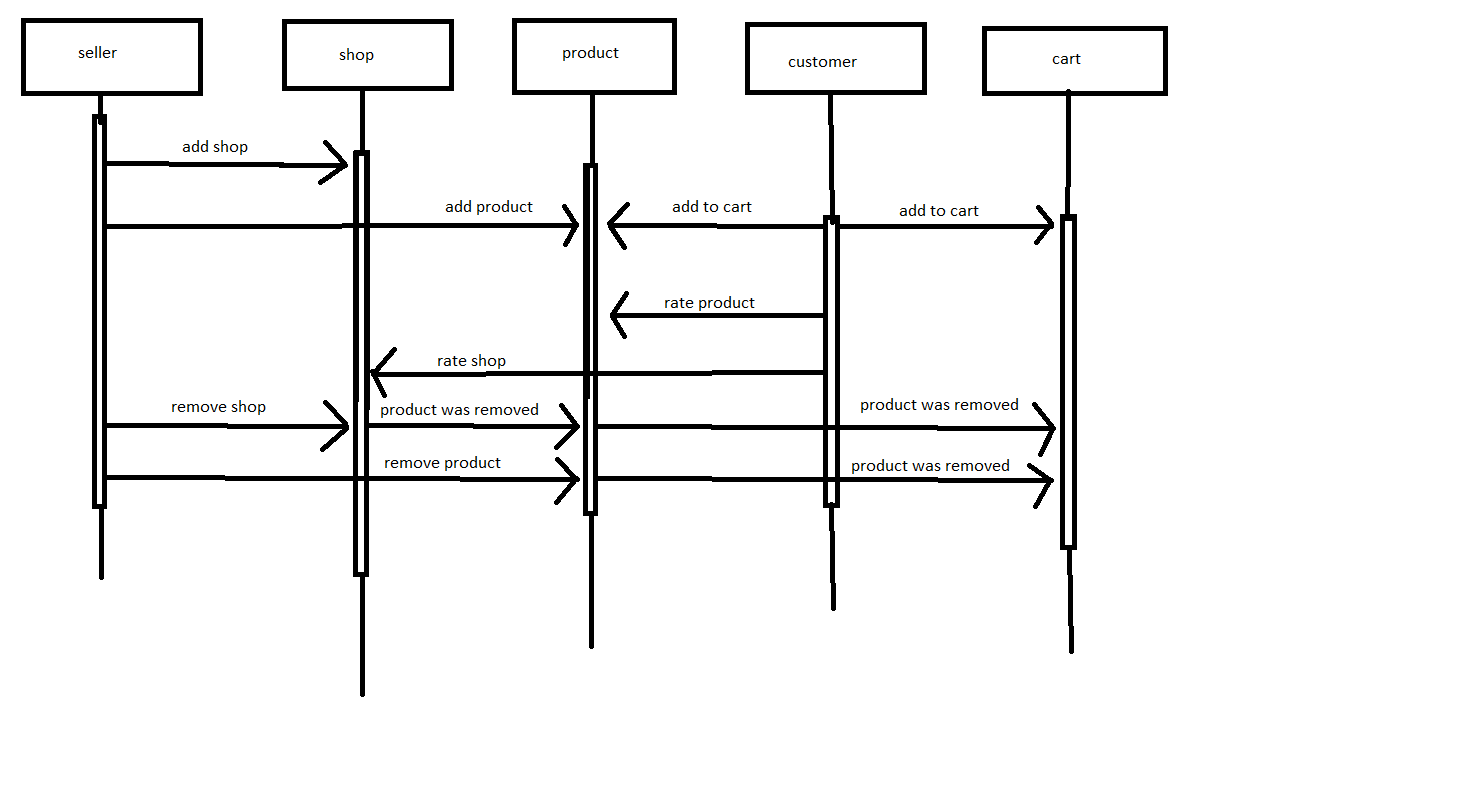 seller
shop
product
customer
cart
add shop
add product
add to cart
add to cart
rate product
rate shop
remove shop
product was removed
product was removed
remove product
product was removed